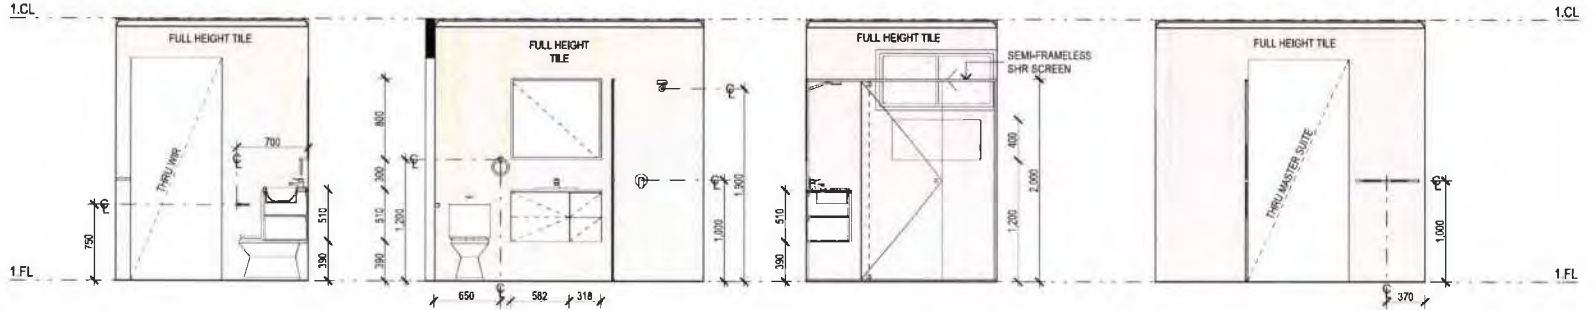 1.CL
FULL HEIGHT TILE
THRU WIR
700
750
510
390
1.FL
FULL HEIGHT
TILE
800
300
510
390
1,200
1,900
1,000
650
582
318
FULL HEIGHT TILE
SEMI-FRAMELESS
SHR SCREEN
510
390
400
1,200
2,000
FULL HEIGHT TILE
THRU MASTER SUITE
1,000
370
1.CL
1.FL